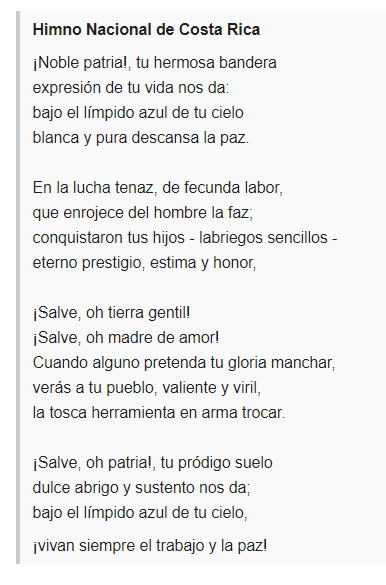 Himno Nacional de Costa Rica
¡Noble patria!, tu hermosa bandera
expresión de tu vida nos da:
bajo el límpido azul de tu cielo
blanca y pura descansa la paz.
En la lucha tenaz, de fecunda labor,
que enrojece del hombre la faz;
conquistaron tus hijos - labriegos sencillos -
eterno prestigio, estima y honor,
¡Salve, oh tierra gentil!
¡Salve, oh madre de amor!
Cuando alguno pretenda tu gloria manchar,
verás a tu pueblo, valiente y viril,
la tosca herramienta en arma trocar.
¡Salve, oh patria!, tu pródigo suelo
dulce abrigo y sustento nos da;
bajo el límpido azul de tu cielo,
¡vivan siempre el trabajo y la paz!